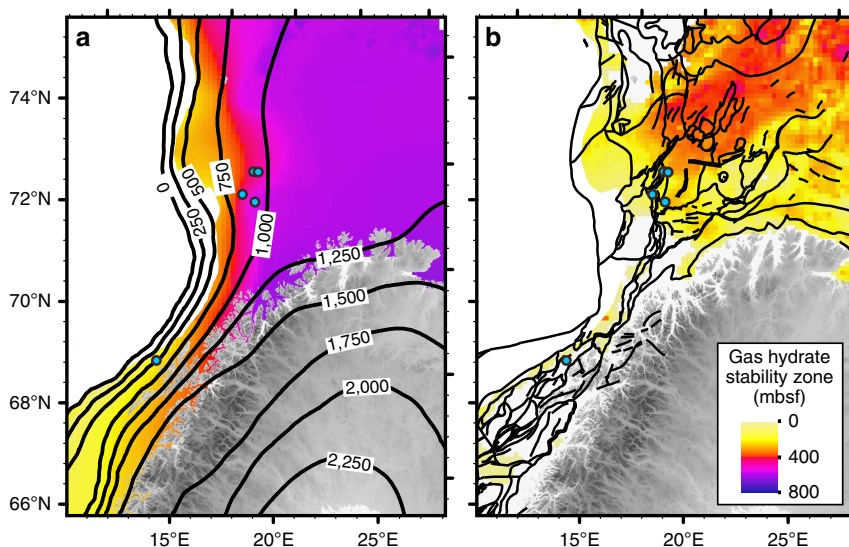 a
b
74°N
72°N
70°N
68°N
66°N
0
250
500
750
1,000
1,250
1,500
1,750
2,000
2,250
Gas hydrate
stability zone
(mbsf)
0
400
800
15°E
20°E
25°E
15°E
20°E
25°E